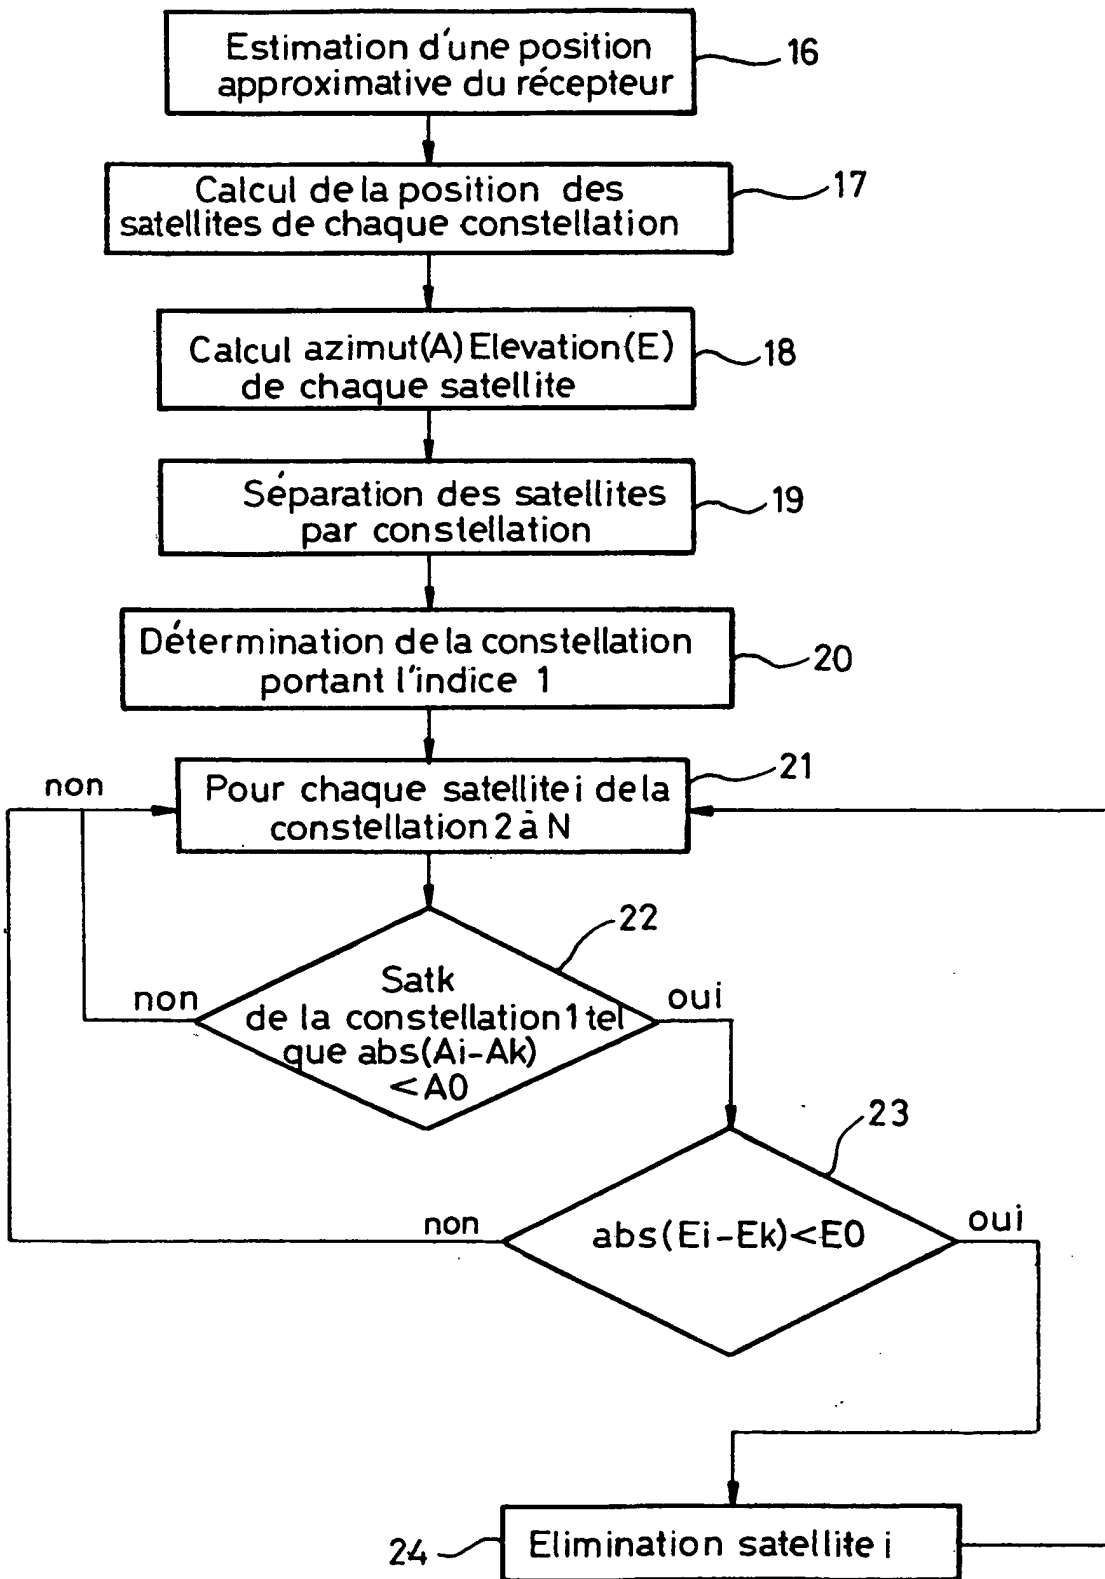 Estimation d'une position
approximative du récepteur
16
Calcul de la position des
satellites de chaque constellation
17
Calcul azimut(A) Elevation(E)
de chaque satellite
18
Séparation des satellites
par constellation
19
Détermination de la constellation
portant l'indice 1
20
non
Pour chaque satellite i de la
constellation 2 à N
21
22
non
Satk
de la constellation 1 tel
que abs(Ai-Ak)
<A0
oui
23
non
abs(Ei-Ek)<E0
oui
24
Elimination satellite i